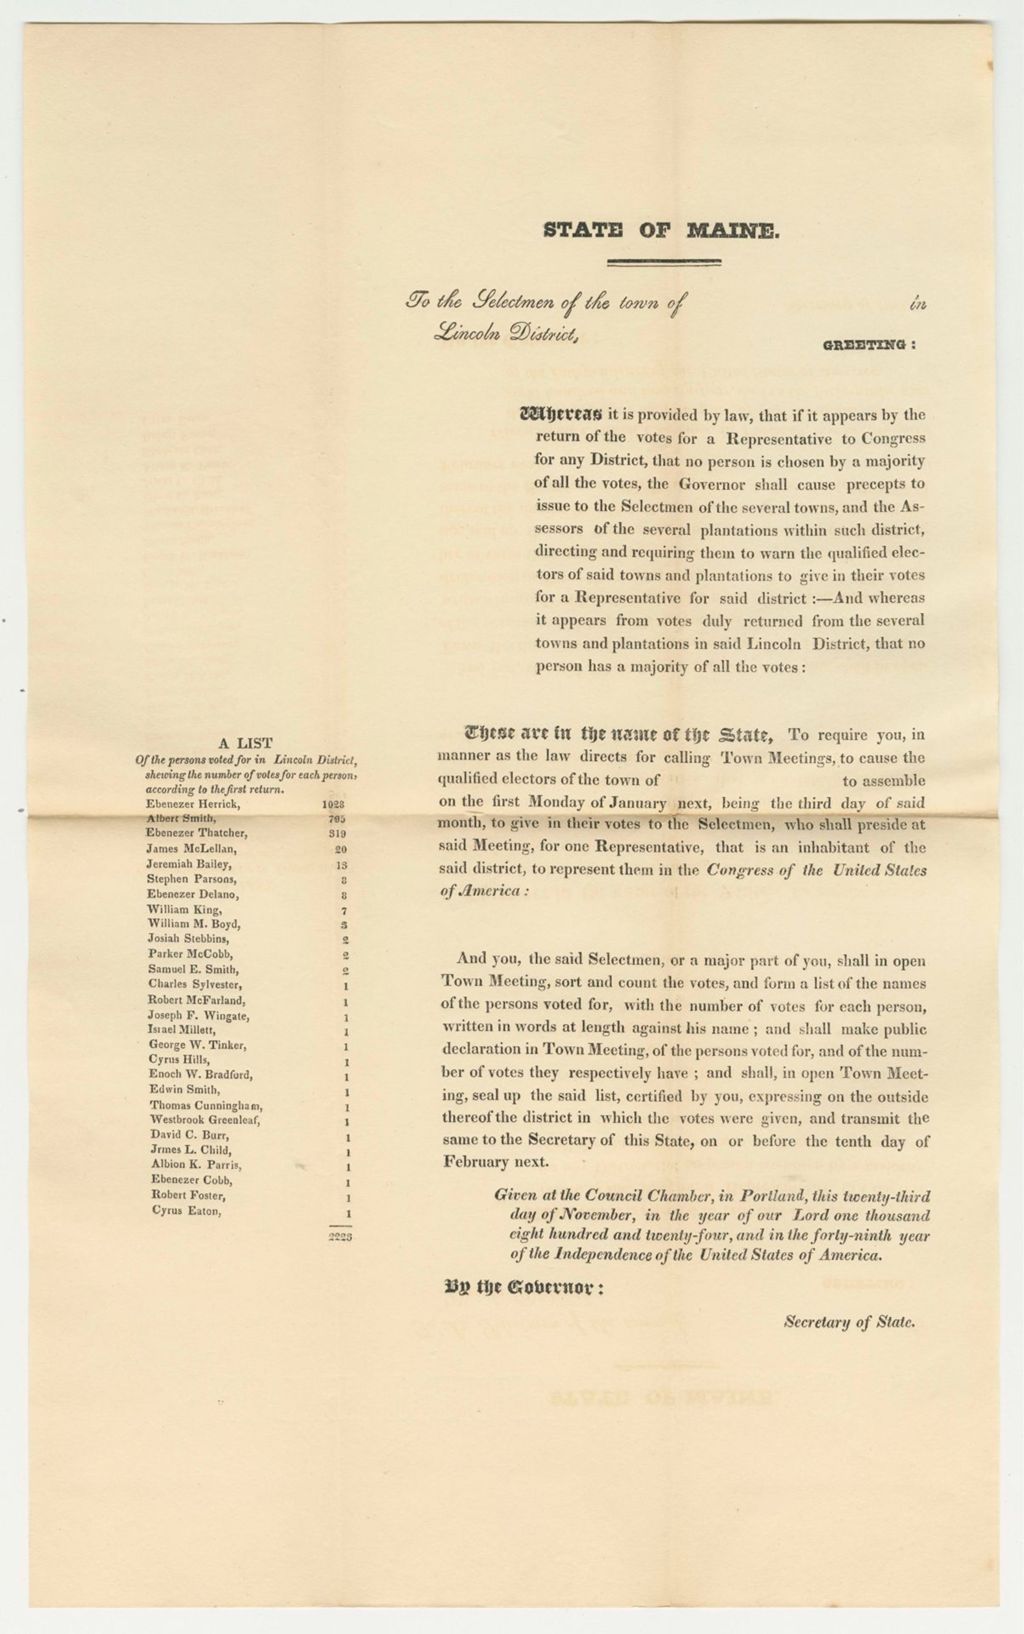 STATE OF MAINE.
To the Selectmen of the town of in
Lincoln District,
GREETING :
Whereas it is provided by law, that if it appears by the
return of the votes for a Representative to Congress
for any District, that no person is chosen by a majority
of all the votes, the Governor shall cause precepts to
issue to the Selectmen of the several towns, and the As-
sessors of the several plantations within such district,
directing and requiring them to warn the qualified elec-
tors of said towns and plantations to give in their votes
for a Representative for said district :—And whereas
it appears from votes duly returned from the several
towns and plantations in said Lincoln District, that no
person has a majority of all the votes :
These are in the name of the State, To require you, in
manner as the law directs for calling Town Meetings, to cause the
qualified electors of the town of to assemble
on the first Monday of January next, being the third day of said
month, to give in their votes to the Selectmen, who shall preside at
said Meeting, for one Representative, that is an inhabitant of the
said district, to represent them in the Congress of the United States
of America :
And you, the said Selectmen, or a major part of you, shall in open
Town Meeting, sort and count the votes, and form a list of the names
of the persons voted for, with the number of votes for each person,
written in words at length against his name ; and shall make public
declaration in Town Meeting, of the persons voted for, and of the num-
ber of votes they respectively have ; and shall, in open Town Meet-
ing, seal up the said list, certified by you, expressing on the outside
thereof the district in which the votes were given, and transmit the
same to the Secretary of this State, on or before the tenth day of
February next.
Given at the Council Chamber, in Portland, this twenty-third
day of November, in the year of our Lord one thousand
eight hundred and twenty-four, and in the forty-ninth year
of the Independence of the United States of America.
By the Governor :
Secretary of State.
A LIST
Of the persons voted for in Lincoln District,
shewing the number of votes for each person,
according to the first return.
Ebenezer Herrick, 1028
Albert Smith, 795
Ebenezer Thatcher, 319
James McLellan, 20
Jeremiah Bailey, 13
Stephen Parsons, 8
Ebenezer Delano, 8
William King, 7
William M. Boyd, 3
Josiah Stebbins, 2
Parker McCobb, 2
Samuel E. Smith, 2
Charles Sylvester, 1
Robert McFarland, 1
Joseph F. Wingate, 1
Israel Millett, 1
George W. Tinker, 1
Cyrus Hills, 1
Enoch W. Bradford, 1
Edwin Smith, 1
Thomas Cunningham, 1
Westbrook Greenleaf, 1
David C. Burr, 1
Jrmes L. Child, 1
Albion K. Parris, 1
Ebenezer Cobb, 1
Robert Foster, 1
Cyrus Eaton, 1
2223